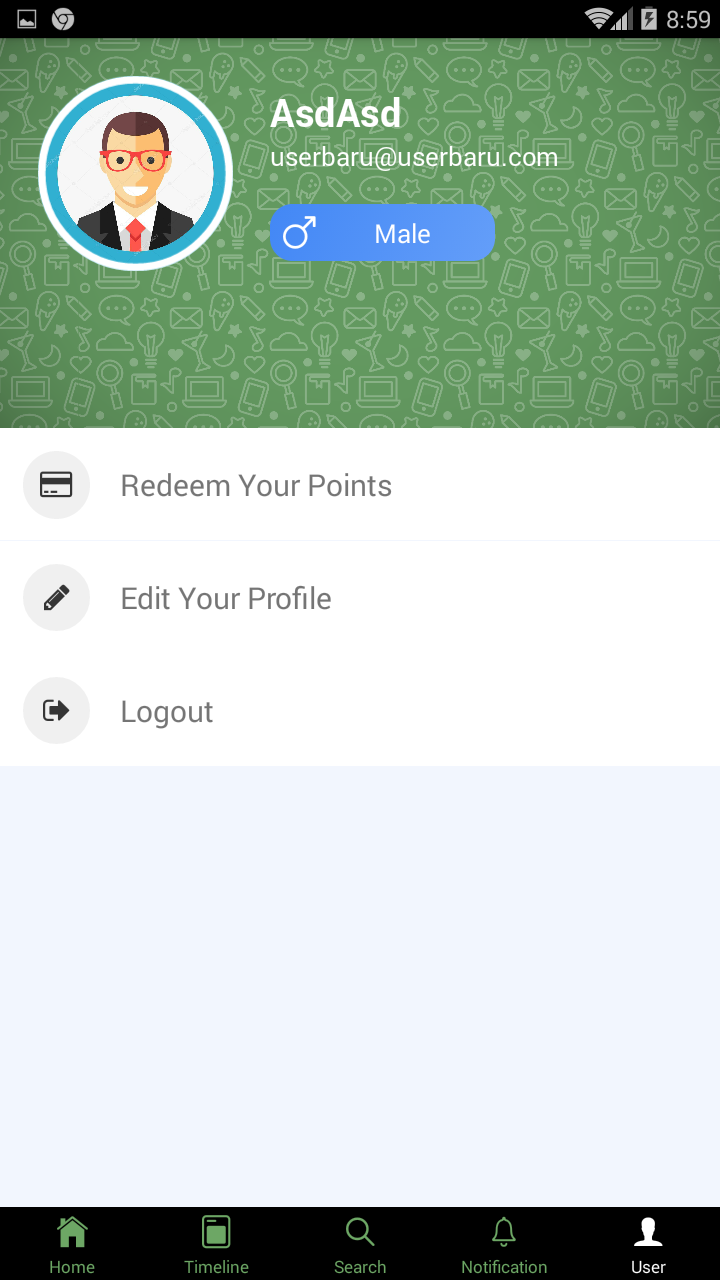 8:59
AsdAsd
userbaru@userbaru.com
Male
Redeem Your Points
Edit Your Profile
Logout
Home
Timeline
Search
Notification
User